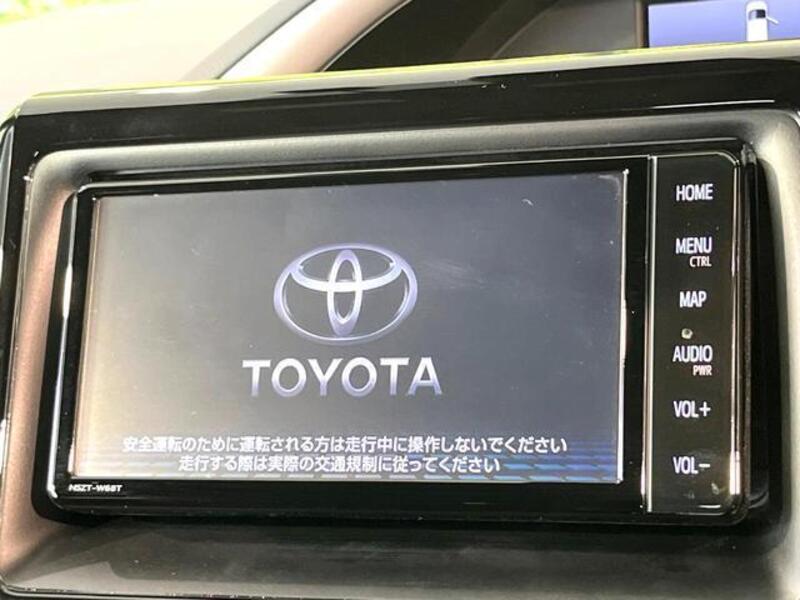 HOME
MENU
CTRL
MAP
AUDIO
PWR
VOL+
VOL-
TOYOTA
安全運転のために運転される方は走行中に操作しないでください
走行する際は実際の交通規制に従ってください
NSZT-W68T